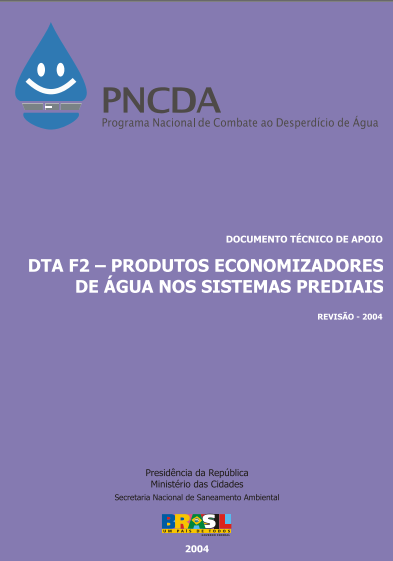 PNCDA
Programa Nacional de Combate ao Desperdício de Água
DOCUMENTO TÉCNICO DE APOIO
DTA F2 – PRODUTOS ECONOMIZADORES
DE ÁGUA NOS SISTEMAS PREDIAIS
REVISÃO - 2004
Presidência da República
Ministério das Cidades
Secretaria Nacional de Saneamento Ambiental
BRASIL
UM PAÍS DE TODOS
GOVERNO FEDERAL
2004